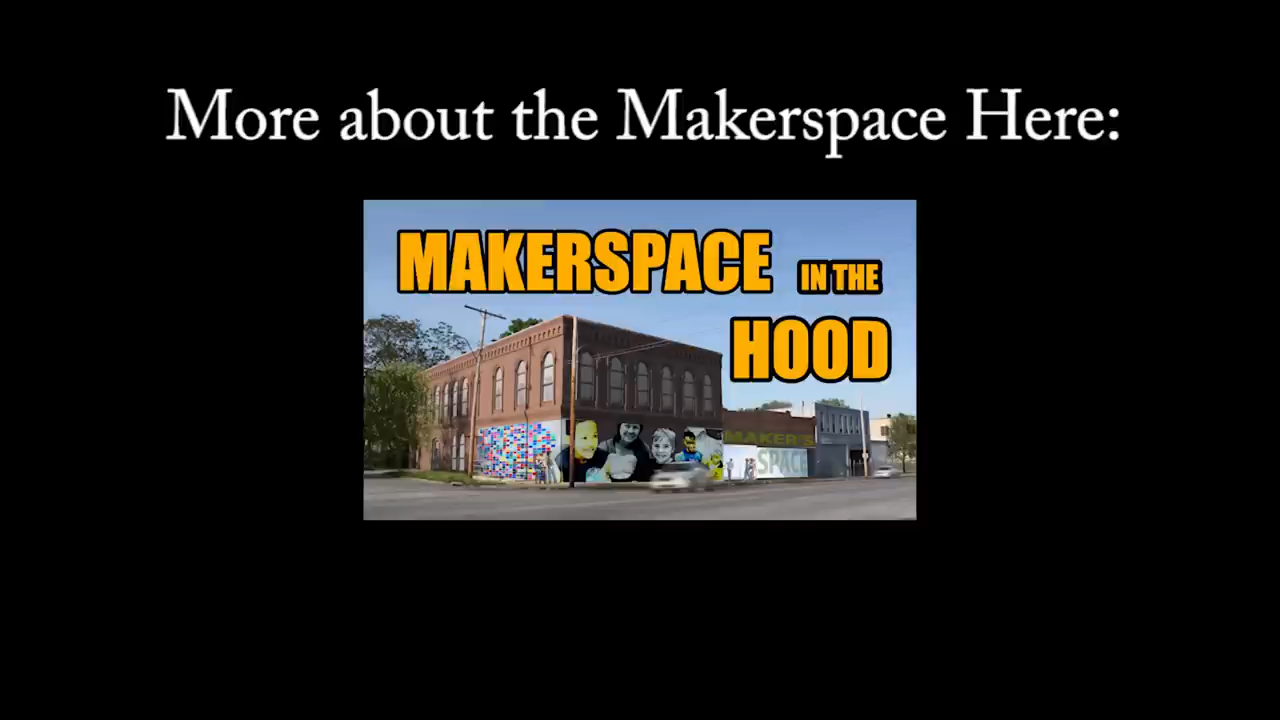 More about the Makerspace Here:
MAKERSPACE IN THE
HOOD
MAKER'S
SPACE